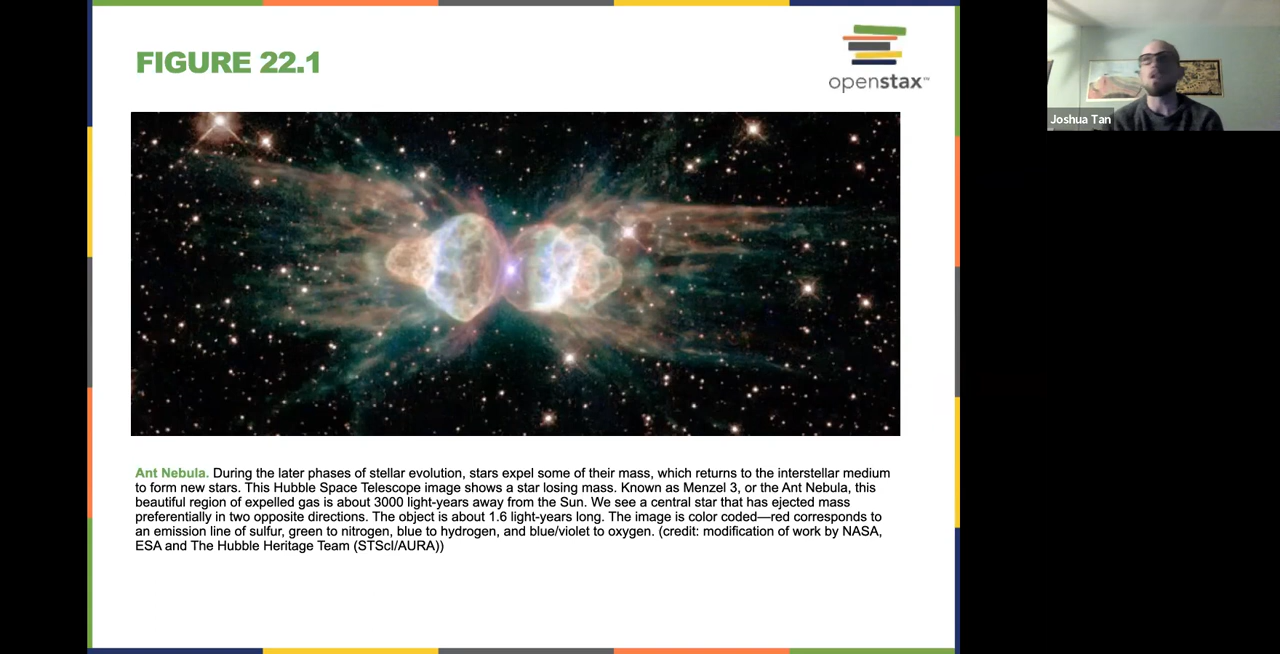 FIGURE 22.1
openstax™
Joshua Tan
Ant Nebula. During the later phases of stellar evolution, stars expel some of their mass, which returns to the interstellar medium
to form new stars. This Hubble Space Telescope image shows a star losing mass. Known as Menzel 3, or the Ant Nebula, this
beautiful region of expelled gas is about 3000 light-years away from the Sun. We see a central star that has ejected mass
preferentially in two opposite directions. The object is about 1.6 light-years long. The image is color coded—red corresponds to
an emission line of sulfur, green to nitrogen, blue to hydrogen, and blue/violet to oxygen. (credit: modification of work by NASA,
ESA and The Hubble Heritage Team (STScI/AURA))